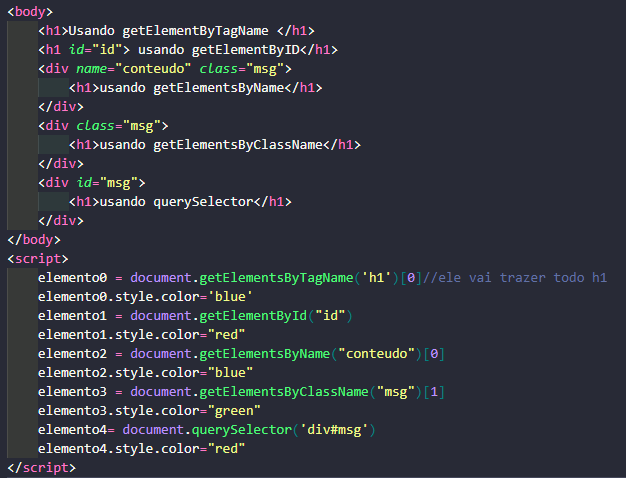 <body>
<h1>Usando getElementByTagName </h1>
<h1 id="id"> usando getElementByID</h1>
<div name="conteudo" class="msg">
<h1>usando getElementsByName</h1>
</div>
<div class="msg">
<h1>usando getElementsByClassName</h1>
</div>
<div id="msg">
<h1>usando querySelector</h1>
</div>
</body>
<script>
elemento0 = document.getElementsByTagName('h1')[0]//ele vai trazer todo h1
elemento0.style.color='blue'
elemento1 = document.getElementById("id")
elemento1.style.color="red"
elemento2 = document.getElementsByName("conteudo")[0]
elemento2.style.color="blue"
elemento3 = document.getElementsByClassName("msg")[1]
elemento3.style.color="green"
elemento4= document.querySelector('div#msg')
elemento4.style.color="red"
</script>